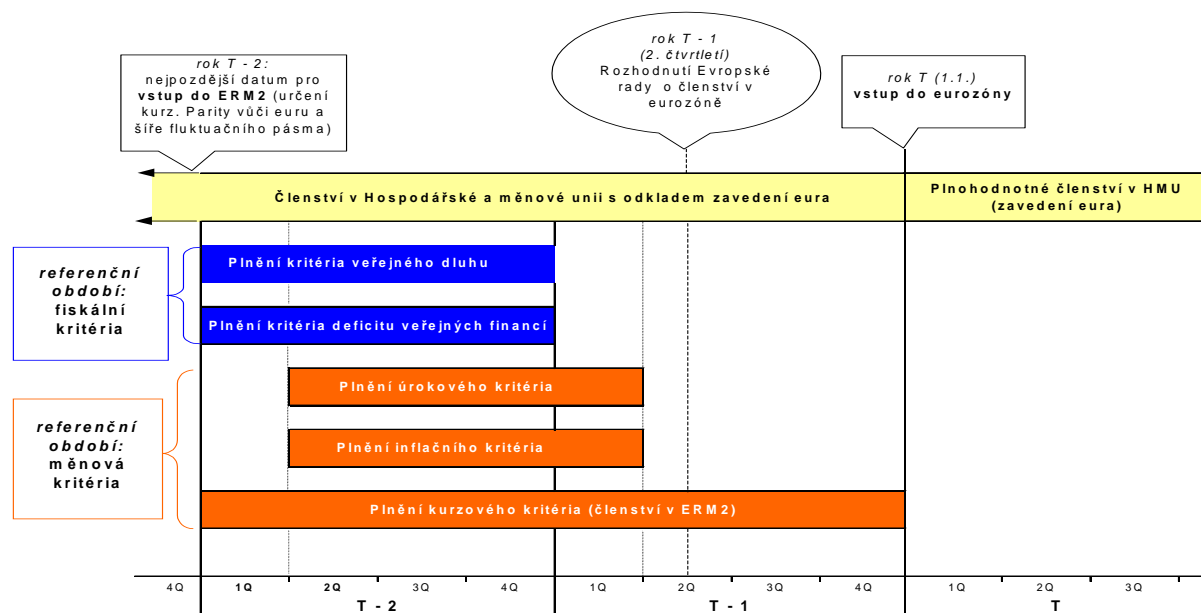 rok T - 2:
nejpozdější datum pro
vstup do ERM2 (určení
kurz. Parity vůči euru a
šíře fluktuačního pásma)
rok T - 1
(2. čtvrtletí)
Rozhodnutí Evropské
rady o členství v
eurozóně
rok T (1.1.)
vstup do eurozóny
Členství v Hospodářské a měnové unii s odkladem zavedení eura
Plnohodnotné členství v HMU
(zavedení eura)
referenční
období:
fiskální
kritéria
Plnění kritéria veřejného dluhu
Plnění kritéria deficitu veřejných financí
referenční
období:
měnová
kritéria
Plnění úrokového kritéria
Plnění inflačního kritéria
Plnění kurzového kritéria (členství v ERM2)
4Q 1Q 2Q 3Q 4Q 1Q 2Q 3Q 4Q 1Q 2Q 3Q
T - 2 T - 1 T